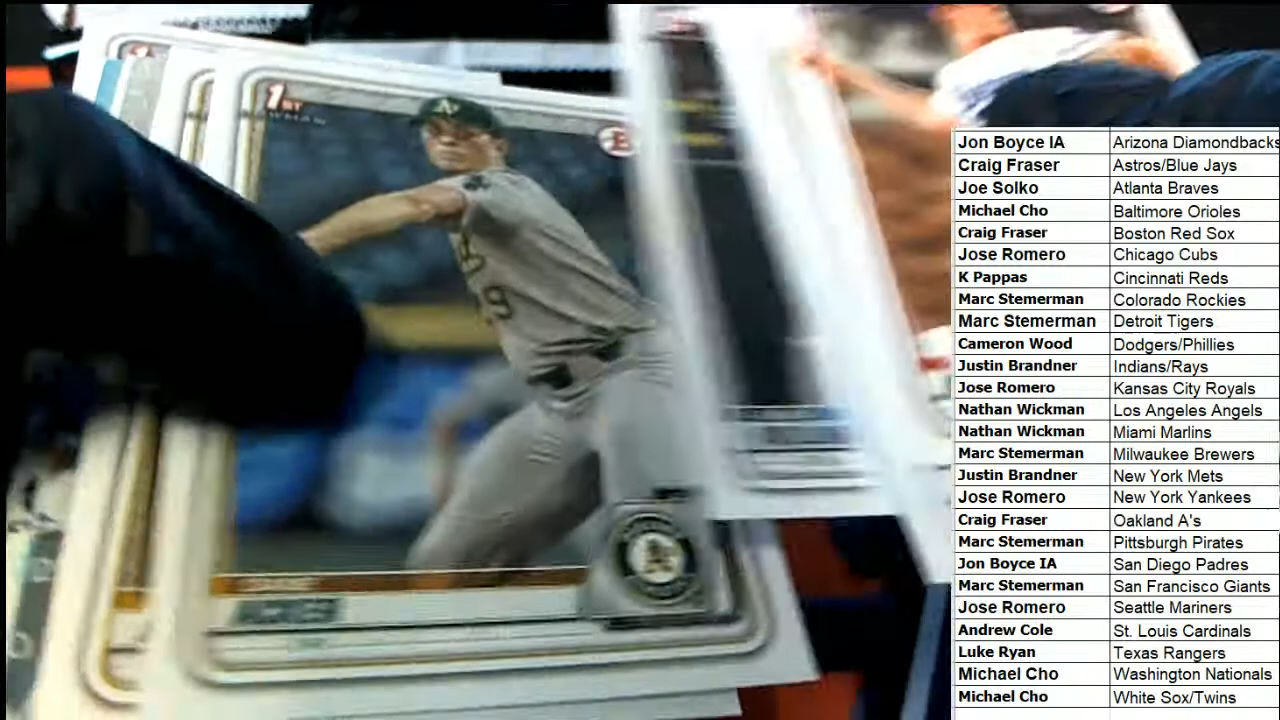 1ST
A's
B
9
Jon Boyce IA Arizona Diamondbacks
Craig Fraser Astros/Blue Jays
Joe Solko Atlanta Braves
Michael Cho Baltimore Orioles
Craig Fraser Boston Red Sox
Jose Romero Chicago Cubs
K Pappas Cincinnati Reds
Marc Stemerman Colorado Rockies
Marc Stemerman Detroit Tigers
Cameron Wood Dodgers/Phillies
Justin Brandner Indians/Rays
Jose Romero Kansas City Royals
Nathan Wickman Los Angeles Angels
Nathan Wickman Miami Marlins
Marc Stemerman Milwaukee Brewers
Justin Brandner New York Mets
Jose Romero New York Yankees
Craig Fraser Oakland A's
Marc Stemerman Pittsburgh Pirates
Jon Boyce IA San Diego Padres
Marc Stemerman San Francisco Giants
Jose Romero Seattle Mariners
Andrew Cole St. Louis Cardinals
Luke Ryan Texas Rangers
Michael Cho Washington Nationals
Michael Cho White Sox/Twins